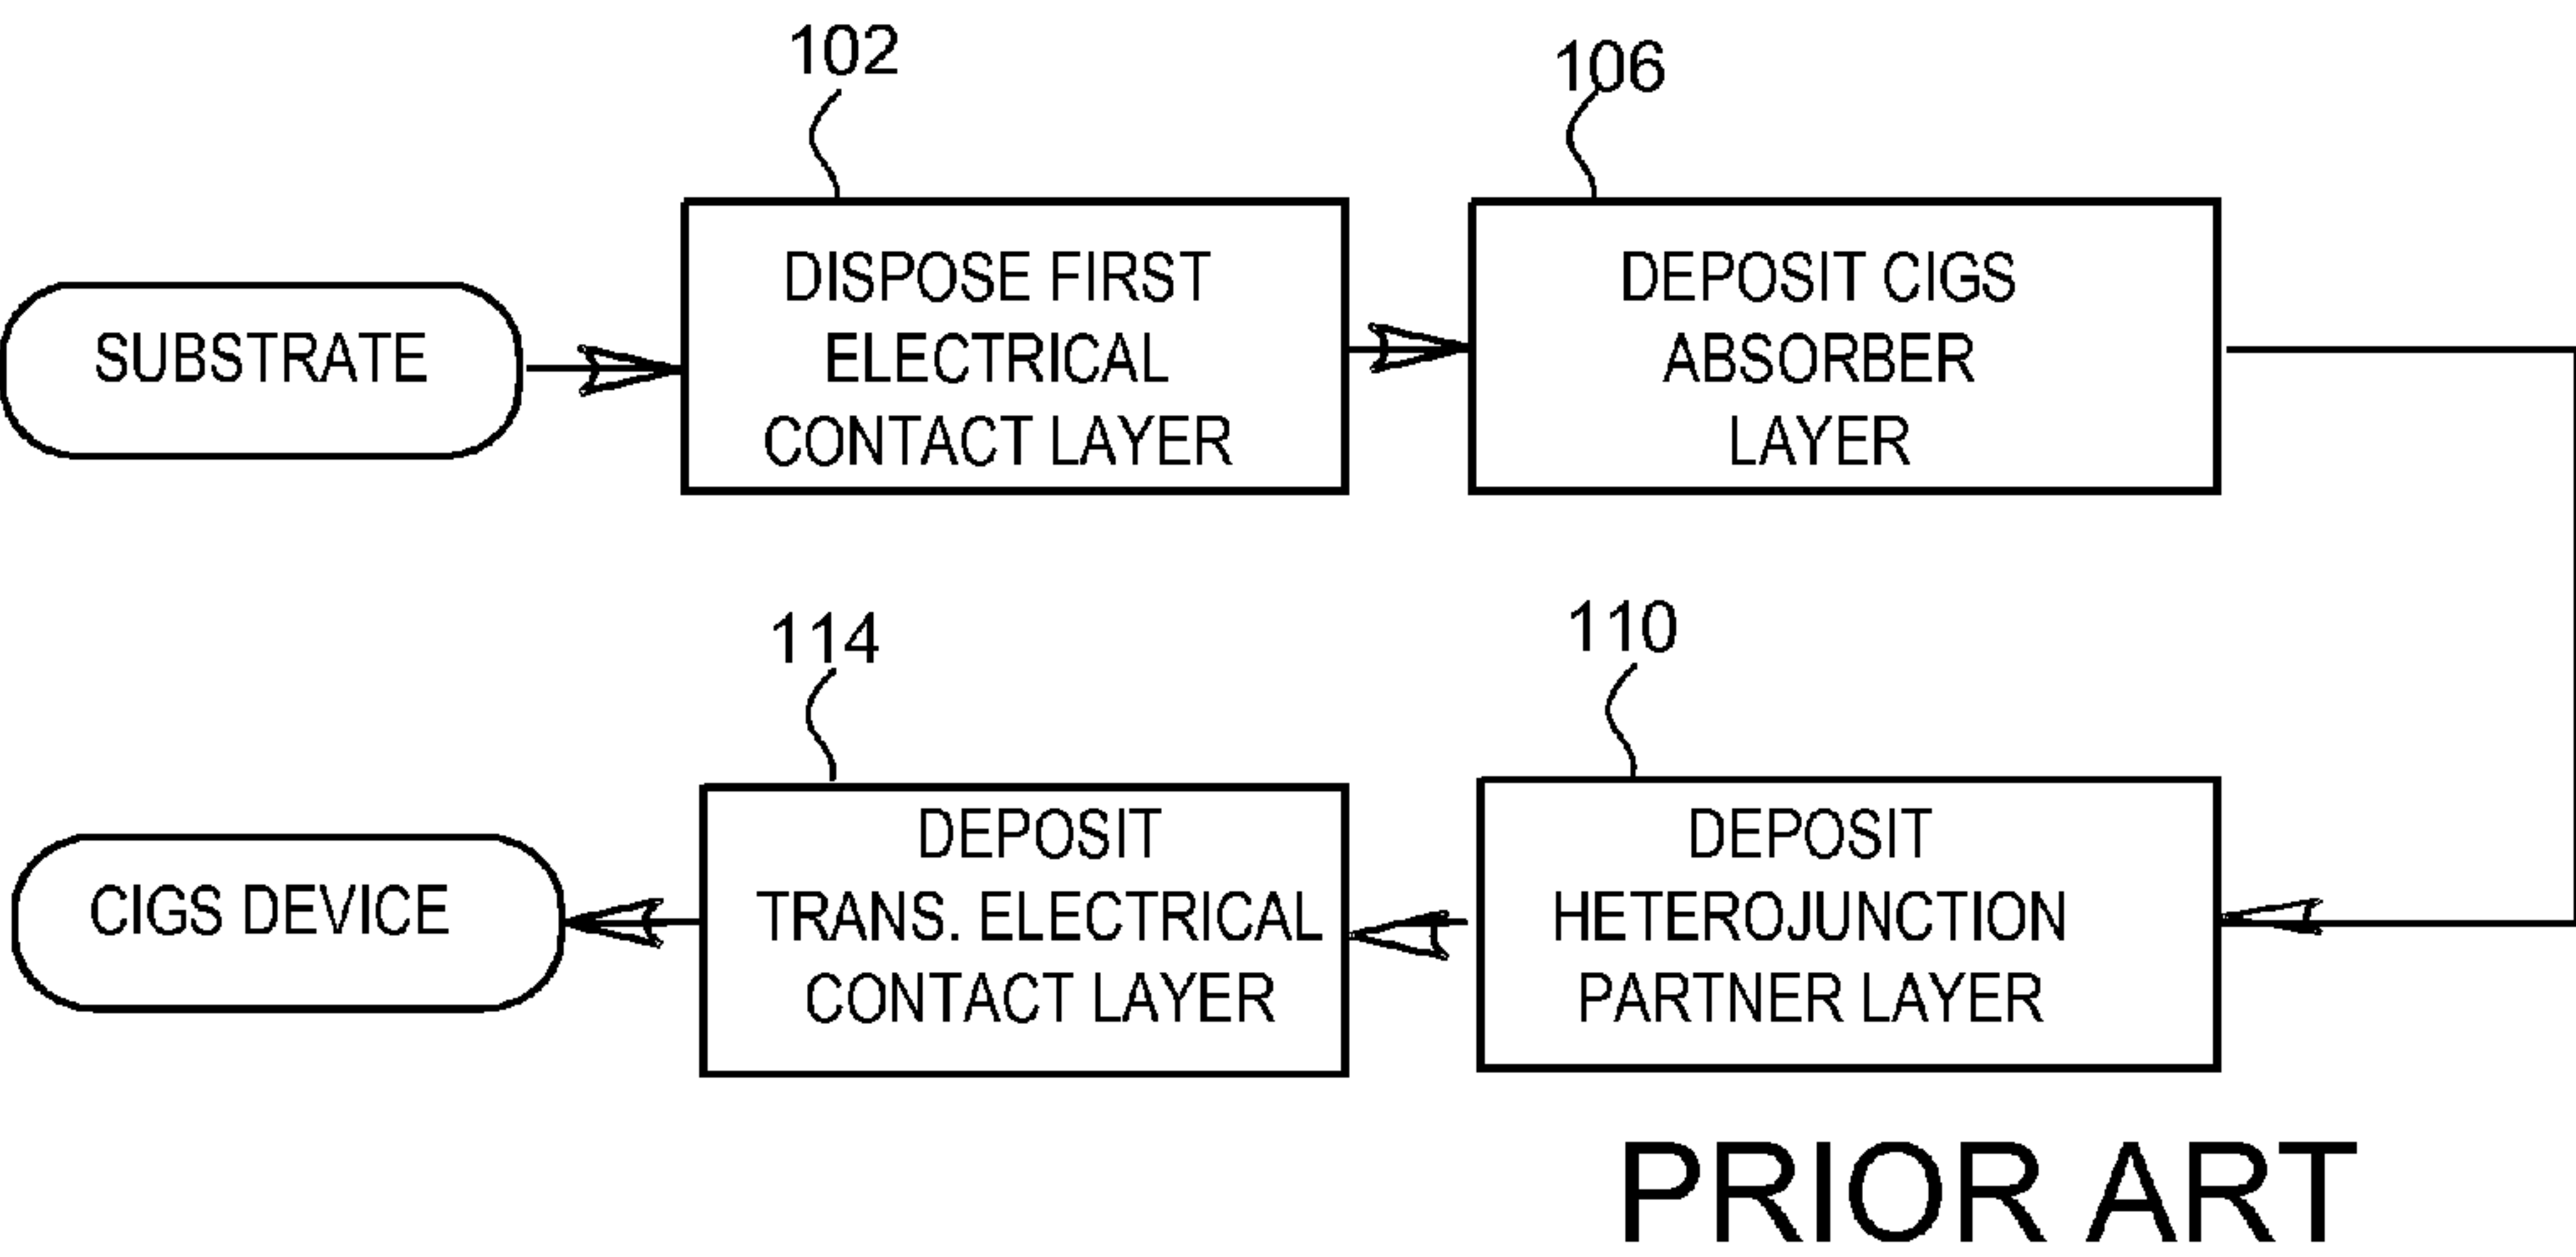 102
106
SUBSTRATE
DISPOSE FIRST
ELECTRICAL
CONTACT LAYER
DEPOSIT CIGS
ABSORBER
LAYER
110
DEPOSIT
HETEROJUNCTION
PARTNER LAYER
114
DEPOSIT
TRANS. ELECTRICAL
CONTACT LAYER
CIGS DEVICE
PRIOR ART